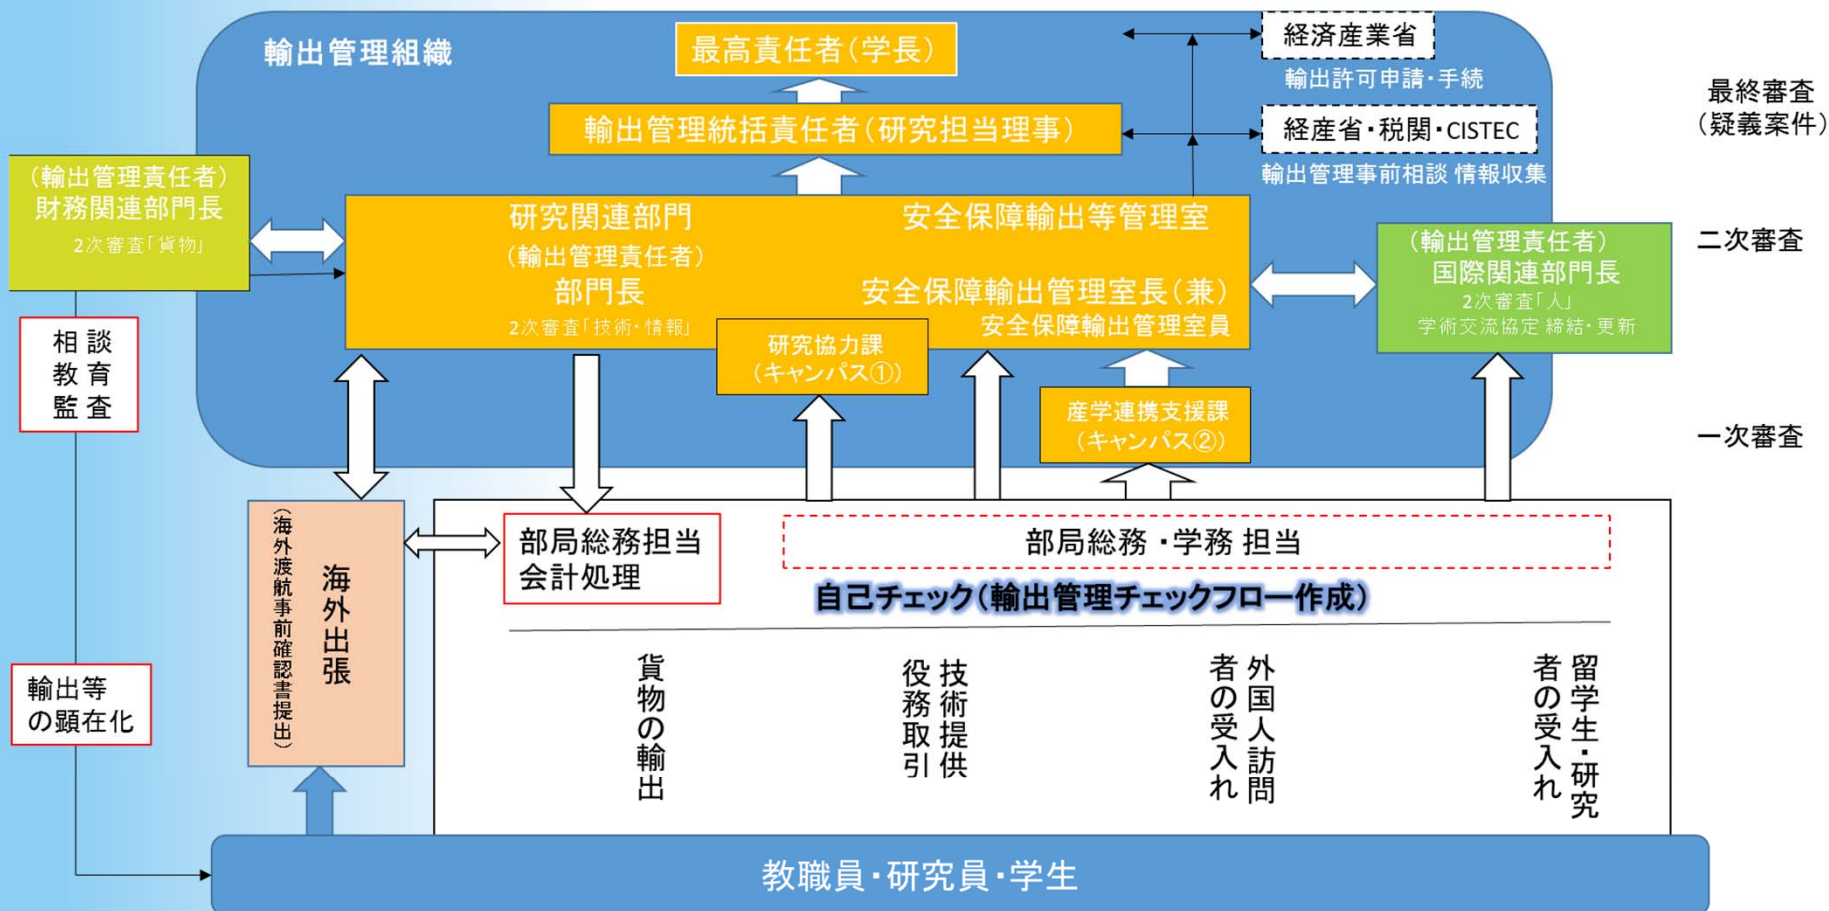 輸出管理組織
最高責任者(学長)
経済産業省
輸出許可申請・手続
最終審査
(疑義案件)
輸出管理統括責任者(研究担当理事)
経産省・税関・CISTEC
輸出管理事前相談 情報収集
(輸出管理責任者)
財務関連部門長
2次審査「貨物」
研究関連部門
(輸出管理責任者)
部門長
2次審査「技術・情報」
安全保障輸出等管理室
安全保障輸出管理室長(兼)
安全保障輸出管理室員
(輸出管理責任者)
国際関連部門長
2次審査「人」
学術交流協定 締結・更新
二次審査
相談
教育
監査
研究協力課
(キャンパス①)
産学連携支援課
(キャンパス②)
一次審査
海外出張
(海外渡航事前確認書提出)
部局総務担当
会計処理
部局総務・学務 担当
自己チェック(輸出管理チェックフロー作成)
輸出等
の顕在化
貨物の輸出
技術提供
役務取引
外国人訪問
者の受入れ
留学生・研究
者の受入れ
教職員・研究員・学生